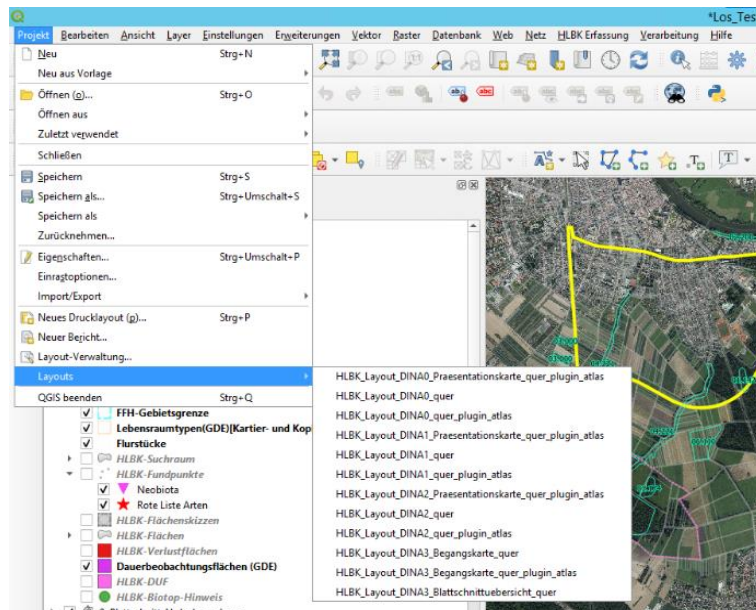 *Los_Tes
Projekt Bearbeiten Ansicht Layer Einstellungen Erweiterungen Vektor Raster Datenbank Web Netz HLBK Erfassung Verarbeitung Hilfe
Neu Strg+N
Neu aus Vorlage
Öffnen (o)... Strg+O
Öffnen aus
Zuletzt verwendet
Schließen
Speichern Strg+S
Speichern als... Strg+Umschalt+S
Speichern als
Zurücknehmen...
Eigenschaften... Strg+Umschalt+P
Einrastoptionen...
Import/Export
Neues Drucklayout (p)... Strg+P
Neuer Bericht...
Layout-Verwaltung...
Layouts
QGIS beenden Strg+Q
HLBK_Layout_DINA0_Praesentationskarte_quer_plugin_atlas
HLBK_Layout_DINA0_quer
HLBK_Layout_DINA0_quer_plugin_atlas
HLBK_Layout_DINA1_Praesentationskarte_quer_plugin_atlas
HLBK_Layout_DINA1_quer
HLBK_Layout_DINA1_quer_plugin_atlas
HLBK_Layout_DINA2_Praesentationskarte_quer_plugin_atlas
HLBK_Layout_DINA2_quer
HLBK_Layout_DINA2_quer_plugin_atlas
HLBK_Layout_DINA3_Begangskarte_quer
HLBK_Layout_DINA3_Begangskarte_quer_plugin_atlas
HLBK_Layout_DINA3_Blattschnittuebersicht_quer
FFH-Gebietsgrenze
Lebensraumtypen(GDE)[Kartier- und Kop
Flurstücke
HLBK-Suchraum
HLBK-Fundpunkte
Neobiota
Rote Liste Arten
HLBK-Flächenskizzen
HLBK-Flächen
HLBK-Verlustflächen
Dauerbeobachtungsflächen (GDE)
HLBK-DUF
HLBK-Biotop-Hinweis